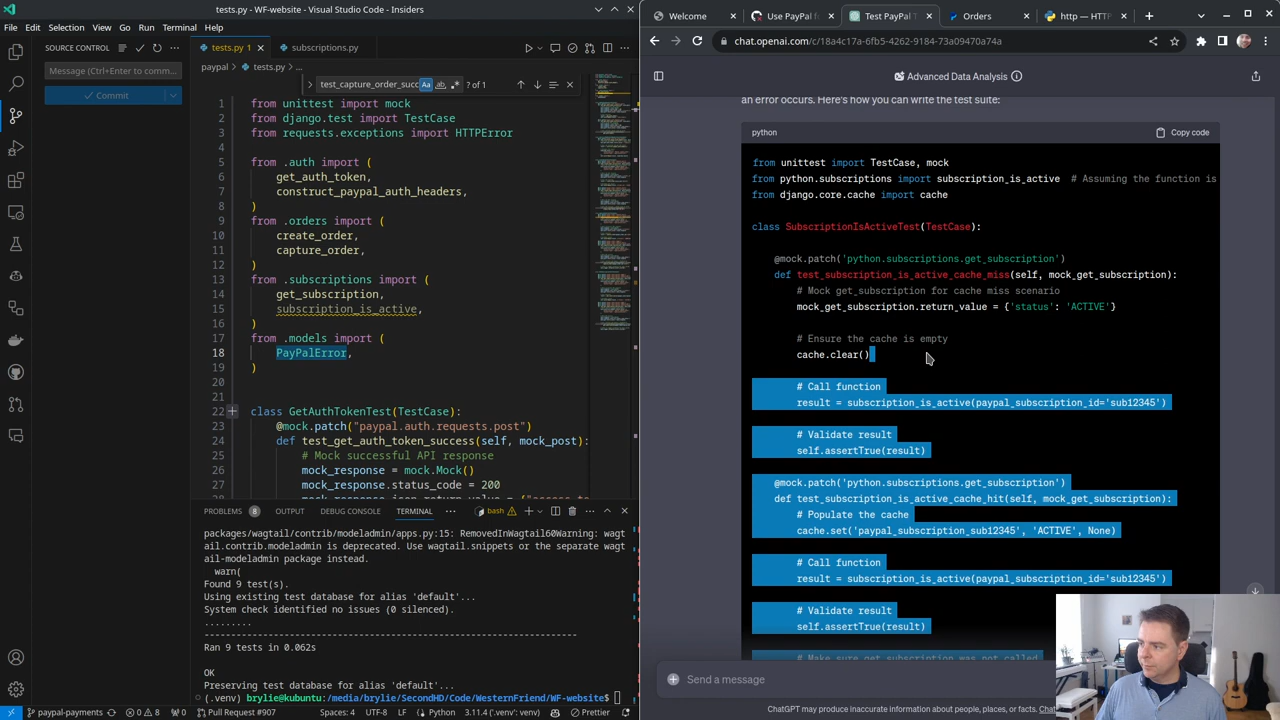 tests.py - WF-website - Visual Studio Code - Insiders
File Edit Selection View Go Run Terminal Help
SOURCE CONTROL
tests.py 1
subscriptions.py
Message (Ctrl+Enter to comm...
Commit
paypal > tests.py > ...
test_capture_order_succ
Aa
ab
? of 1
1 from unittest import mock
2 from django.test import TestCase
3 from requests.exceptions import HTTPError
4
5 from .auth import (
6 get_auth_token,
7 construct_paypal_auth_headers,
8 )
9 from .orders import (
10 create_order,
11 capture_order,
12 )
13 from .subscriptions import (
14 get_subscription,
15 subscription_is_active,
16 )
17 from .models import (
18 PayPalError,
19 )
20
21
22 class GetAuthTokenTest(TestCase):
23 @mock.patch("paypal.auth.requests.post")
24 def test_get_auth_token_success(self, mock_post):
25 # Mock successful API response
26 mock_response = mock.Mock()
27 mock_response.status_code = 200
28
PROBLEMS 8 OUTPUT DEBUG CONSOLE TERMINAL ... bash
packages/wagtail/contrib/modeladmin/apps.py:15: RemovedInWagtail60Warning: wagt
ail.contrib.modeladmin is deprecated. Use wagtail.snippets or the separate wagt
ail-modeladmin package instead.
warn(
Found 9 test(s).
Using existing test database for alias 'default'...
System check identified no issues (0 silenced).
.........
----------------------------------------------------------------------
Ran 9 tests in 0.062s
OK
Preserving test database for alias 'default'...
(.venv) brylie@kubuntu:/media/brylie/SecondHD/Code/WesternFriend/WF-website$
paypal-payments 0 8 0 Pull Request #907 Spaces: 4 UTF-8 LF Python 3.11.4 ('.venv': venv) Prettier
Welcome
Use PayPal f
Test PayPal T
Orders
http — HTT
chat.openai.com/c/18a4c17a-6fb5-4262-9184-73a09470a74a
Advanced Data Analysis
an error occurs. Here's how you can write the test suite:
python
Copy code
from unittest import TestCase, mock
from python.subscriptions import subscription_is_active # Assuming the function is
from django.core.cache import cache
class SubscriptionIsActiveTest(TestCase):
@mock.patch('python.subscriptions.get_subscription')
def test_subscription_is_active_cache_miss(self, mock_get_subscription):
# Mock get_subscription for cache miss scenario
mock_get_subscription.return_value = {'status': 'ACTIVE'}
# Ensure the cache is empty
cache.clear()
# Call function
result = subscription_is_active(paypal_subscription_id='sub12345')
# Validate result
self.assertTrue(result)
@mock.patch('python.subscriptions.get_subscription')
def test_subscription_is_active_cache_hit(self, mock_get_subscription):
# Populate the cache
cache.set('paypal_subscription_sub12345', 'ACTIVE', None)
# Call function
result = subscription_is_active(paypal_subscription_id='sub12345')
# Validate result
self.assertTrue(result)
# Make sure get_subscription was not called
Send a message
ChatGPT may produce inaccurate information about people, places, or facts.